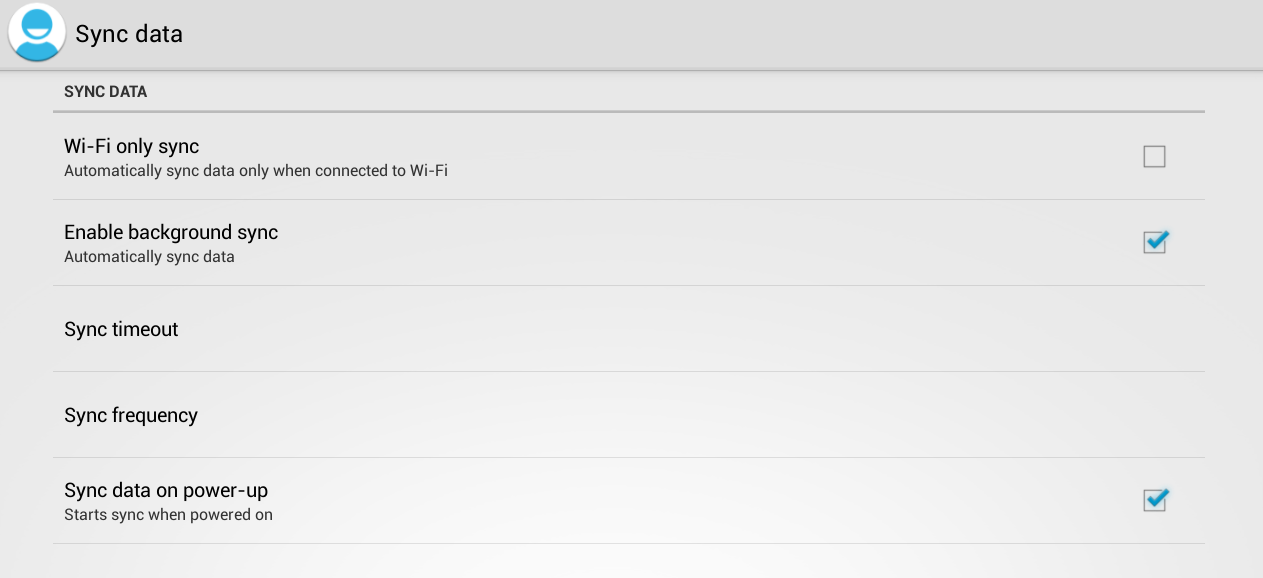 Sync data
SYNC DATA
Wi-Fi only sync
Automatically sync data only when connected to Wi-Fi
Enable background sync
Automatically sync data
Sync timeout
Sync frequency
Sync data on power-up
Starts sync when powered on